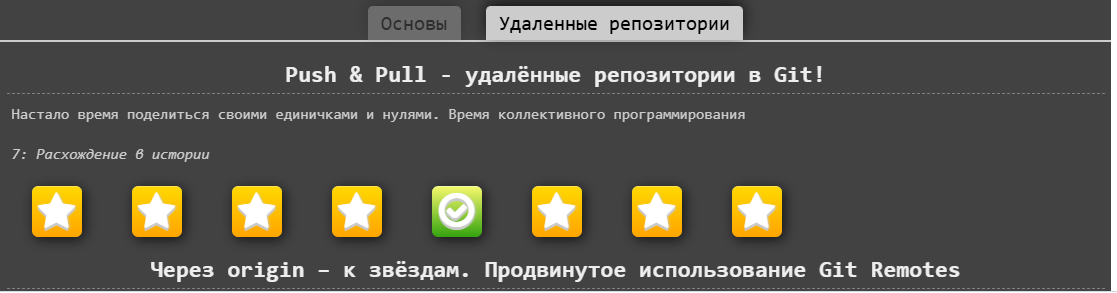 Основы Удаленные репозитории
Push & Pull - удалённые репозитории в Git!
Настало время поделиться своими единичками и нулями. Время коллективного программирования
7: Расхождение в истории
Через origin – к звёздам. Продвинутое использование Git Remotes